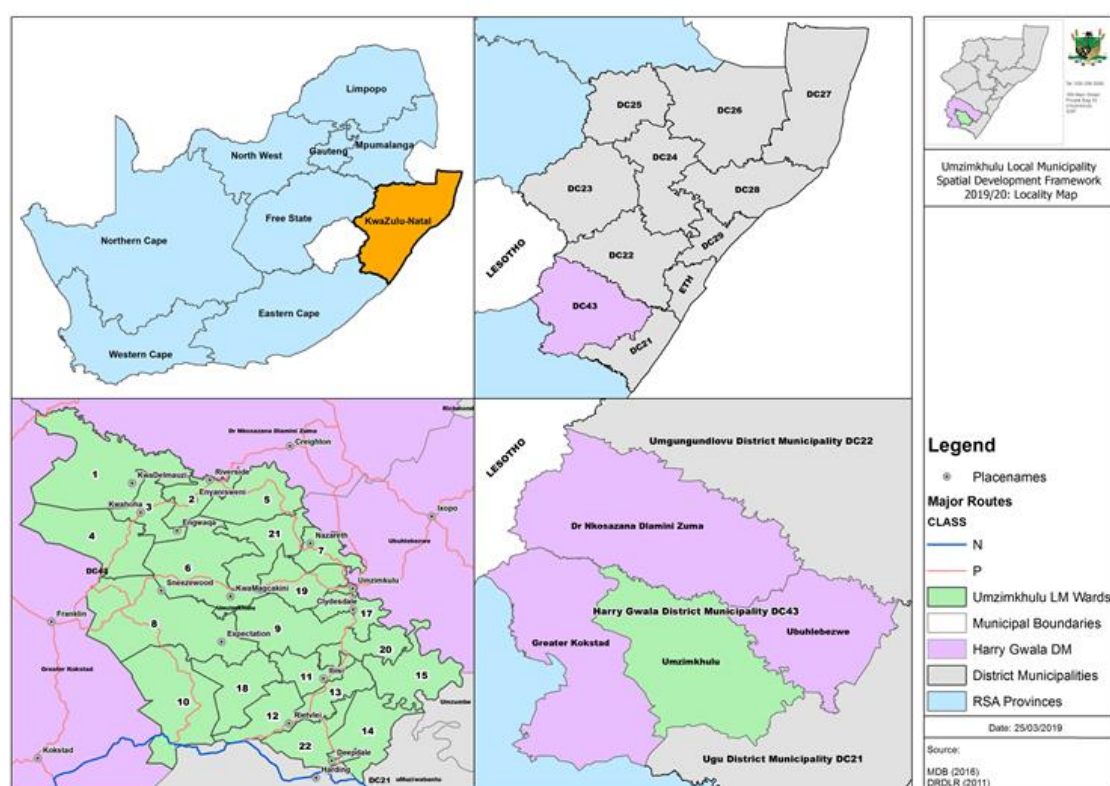 Limpopo
North West
Gauteng
Mpumalanga
Free State
KwaZulu-Natal
Northern Cape
Eastern Cape
Western Cape
DC25
DC26
DC27
DC24
DC23
DC28
DC29
DC22
LESOTHO
ETH
DC43
DC21
Umzimkhulu Local Municipality
Spatial Development Framework
2019/20: Locality Map
Dr Nkosazana Dlamini Zuma
Creighton
1
KwaDelmauzi
Riverside
Enyanisweni
2
5
Kwahoha
3
Ixopo
4
Engwaqa
21
Nazareth
7
Ubuhlebezwe
DC43
6
Sneezewood
KwaMagcakini
19
Umzimkulu
Umzimkhulu
Clydesdale
17
Franklin
8
9
Expectation
20
Greater Kokstad
11
15
18
13
10
12
Rietvlei
14
22
Deepdale
Kokstad
Harding
DC21
LESOTHO
Umgungundlovu District Municipality DC22
Dr Nkosazana Dlamini Zuma
Harry Gwala District Municipality DC43
Ubuhlebezwe
Greater Kokstad
Umzimkhulu
Ugu District Municipality DC21
Legend
Placenames
Major Routes
CLASS
N
P
Umzimkhulu LM Wards
Municipal Boundaries
Harry Gwala DM
District Municipalities
RSA Provinces
Date: 25/03/2019
Source:
MDB (2016)
DRDLR (2011)